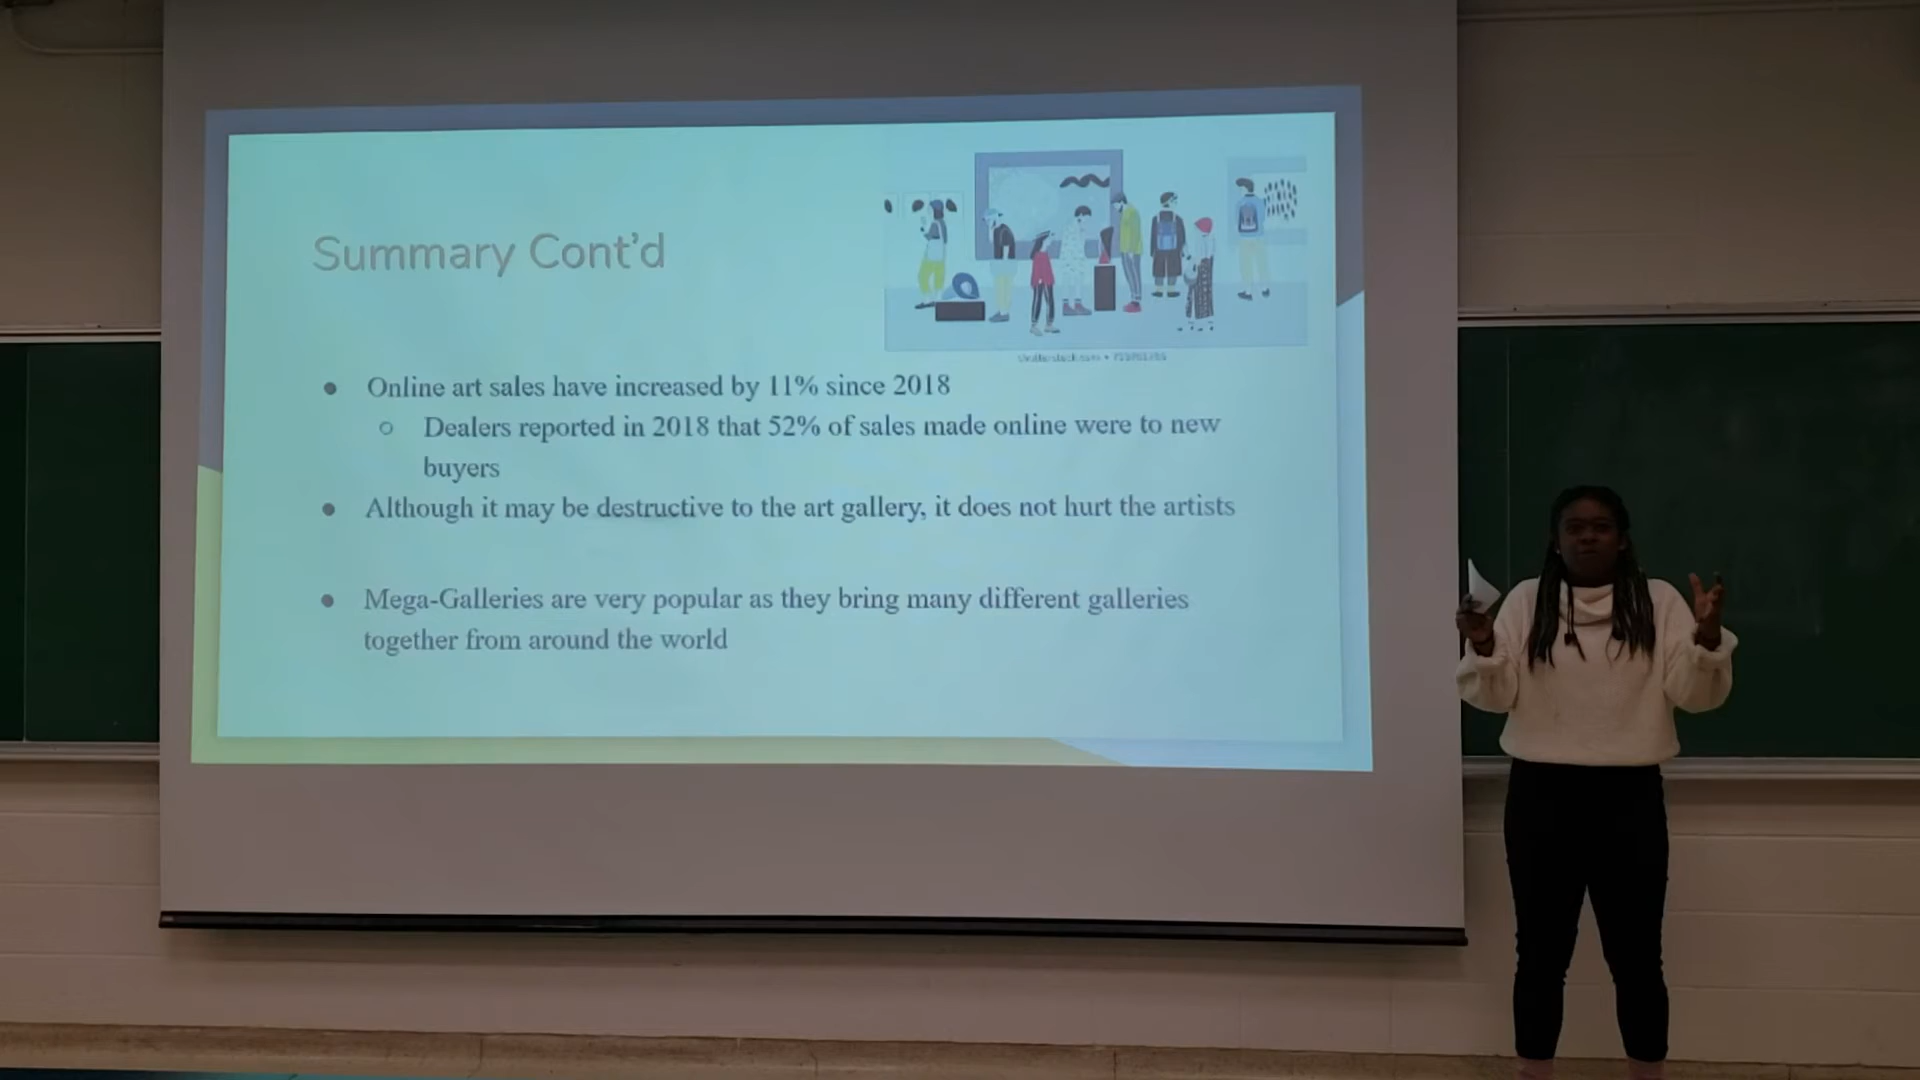 Summary Cont'd
● Online art sales have increased by 11% since 2018
○ Dealers reported in 2018 that 52% of sales made online were to new
buyers
● Although it may be destructive to the art gallery, it does not hurt the artists
● Mega-Galleries are very popular as they bring many different galleries
together from around the world